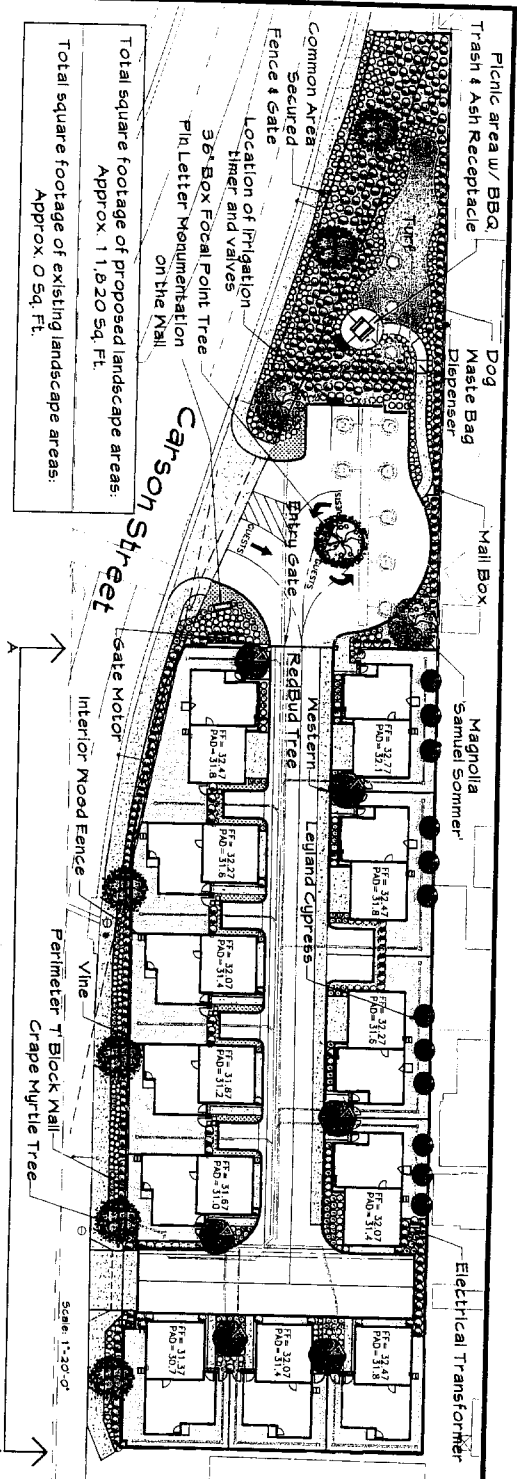 Picnic area w/ BBQ,
Trash & Ash Receptacle
Dog
Waste Bag
Dispenser
Mail Box
Magnolia
'Samuel Sommer'
Electrical Transformer
Turf
Common Area
Secured
Fence & Gate
Location of irrigation
timer and valves
36" Box Focal Point Tree
Pin Letter Monumentation
on the Wall
Entry Gate
GUESTS
GUESTS
GUESTS
Western
RedBud Tree
Leyland Cypress
Carson Street
Gate Motor
Interior Wood Fence
Vine
Perimeter 7' Block Wall
Crape Myrtle Tree
FF= 32.77
PAD= 32.1
FF= 32.47
PAD= 31.8
FF= 32.27
PAD= 31.6
FF= 32.07
PAD= 31.4
FF= 32.47
PAD= 31.8
FF= 32.27
PAD= 31.6
FF= 32.07
PAD= 31.4
FF= 31.87
PAD= 31.2
FF= 31.67
PAD= 31.0
FF= 32.47
PAD= 31.8
FF= 32.07
PAD= 31.4
FF= 31.37
PAD= 30.7
Total square footage of proposed landscape areas:
Approx. 11,820 Sq. Ft.
Total square footage of existing landscape areas:
Approx. 0 Sq. Ft.
Scale: 1"=20'-0"
A